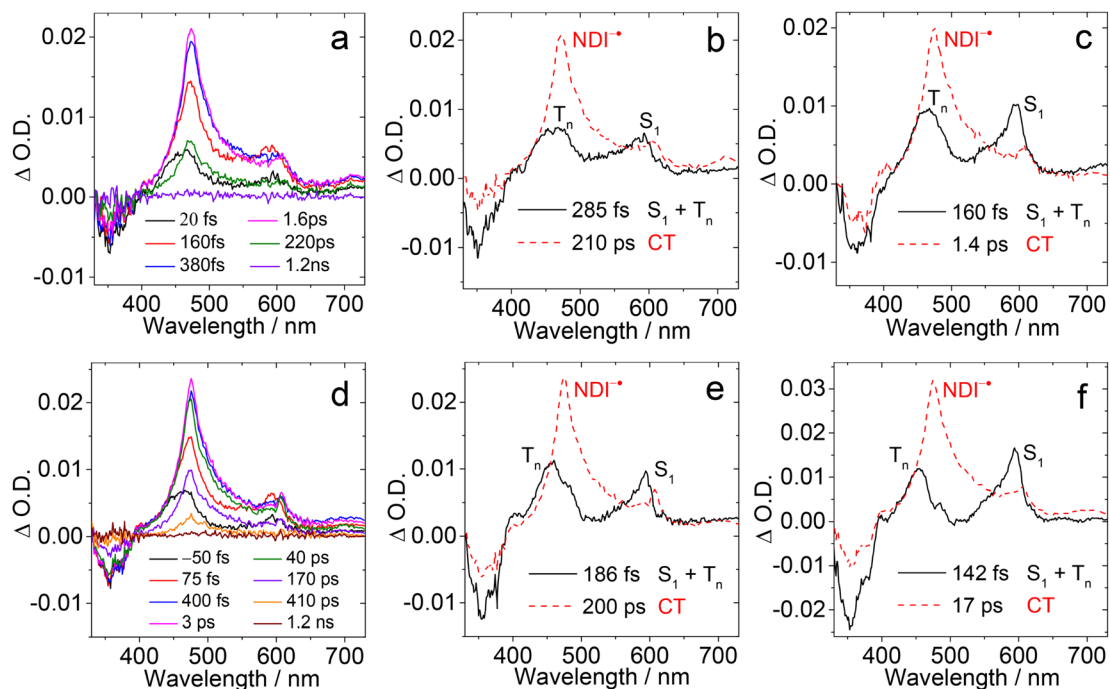 a
Δ O.D.
0.02
0.01
0.00
-0.01
20 fs
160fs
380fs
1.6ps
220ps
1.2ns
400 500 600 700
Wavelength / nm
b
Δ O.D.
0.02
0.01
0.00
-0.01
NDI⁻•
Tₙ
S₁
285 fs S₁ + Tₙ
210 ps CT
400 500 600 700
Wavelength / nm
c
Δ O.D.
0.02
0.01
0.00
-0.01
NDI⁻•
Tₙ
S₁
160 fs S₁ + Tₙ
1.4 ps CT
400 500 600 700
Wavelength / nm
d
Δ O.D.
0.02
0.01
0.00
-0.01
–50 fs
75 fs
400 fs
3 ps
40 ps
170 ps
410 ps
1.2 ns
400 500 600 700
Wavelength / nm
e
Δ O.D.
0.02
0.01
0.00
-0.01
NDI⁻•
Tₙ
S₁
186 fs S₁ + Tₙ
200 ps CT
400 500 600 700
Wavelength / nm
f
Δ O.D.
0.03
0.02
0.01
0.00
-0.01
-0.02
NDI⁻•
Tₙ
S₁
142 fs S₁ + Tₙ
17 ps CT
400 500 600 700
Wavelength / nm